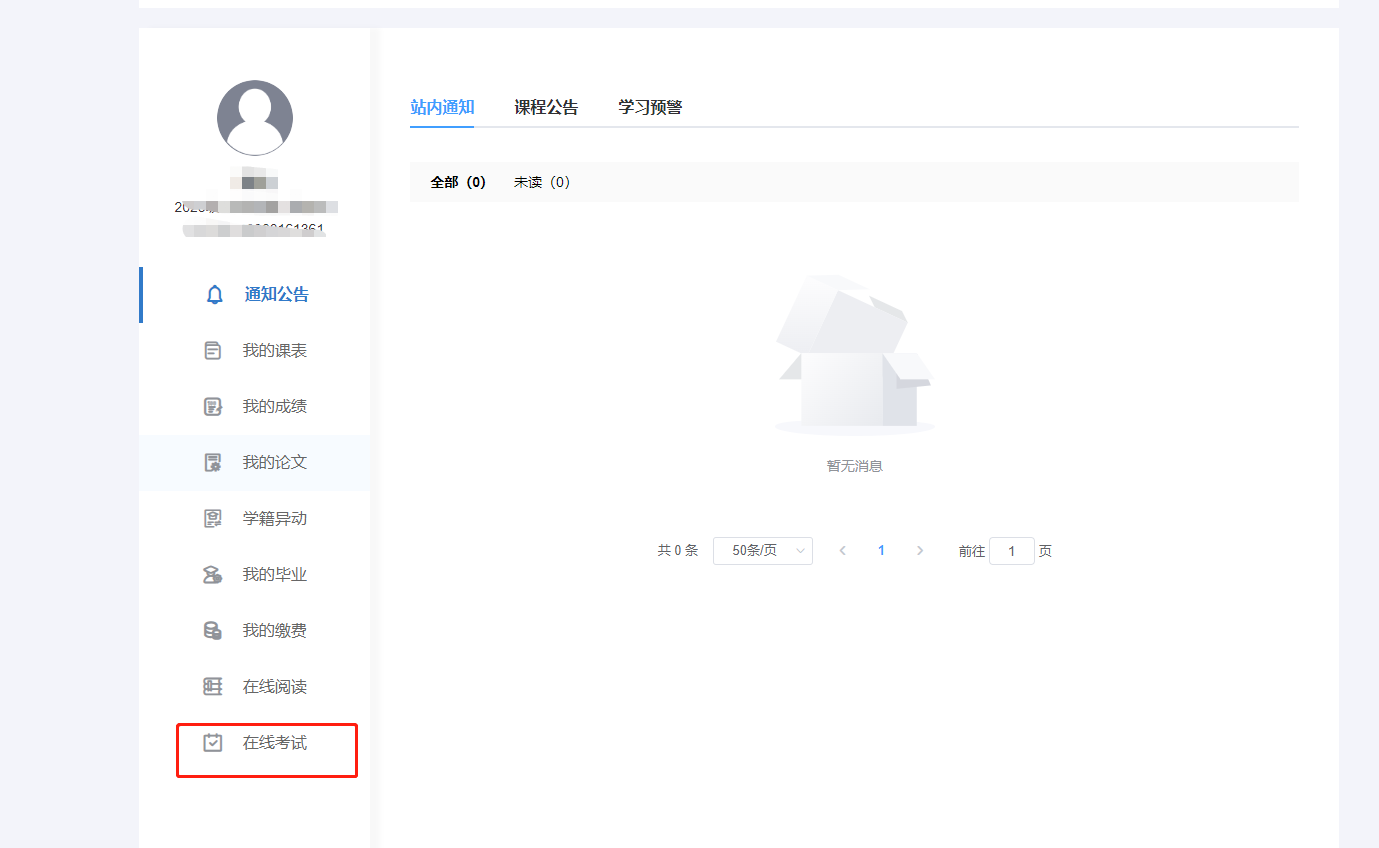 站内通知 课程公告 学习预警
全部（0） 未读（0）
通知公告
我的课表
我的成绩
我的论文
学籍异动
我的毕业
我的缴费
在线阅读
在线考试
暂无消息
共 0 条 50条/页 1 前往 1 页